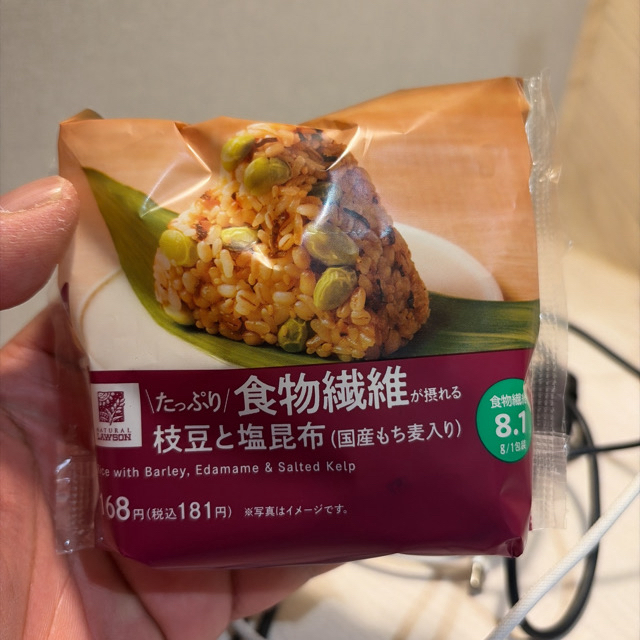 \たっぷり/ 食物繊維が摂れる
枝豆と塩昆布(国産もち麦入り)
with Barley, Edamame & Salted Kelp
168円(税込181円) ※写真はイメージです。
NATURAL
LAWSON
食物繊維
8.1
g/1包装